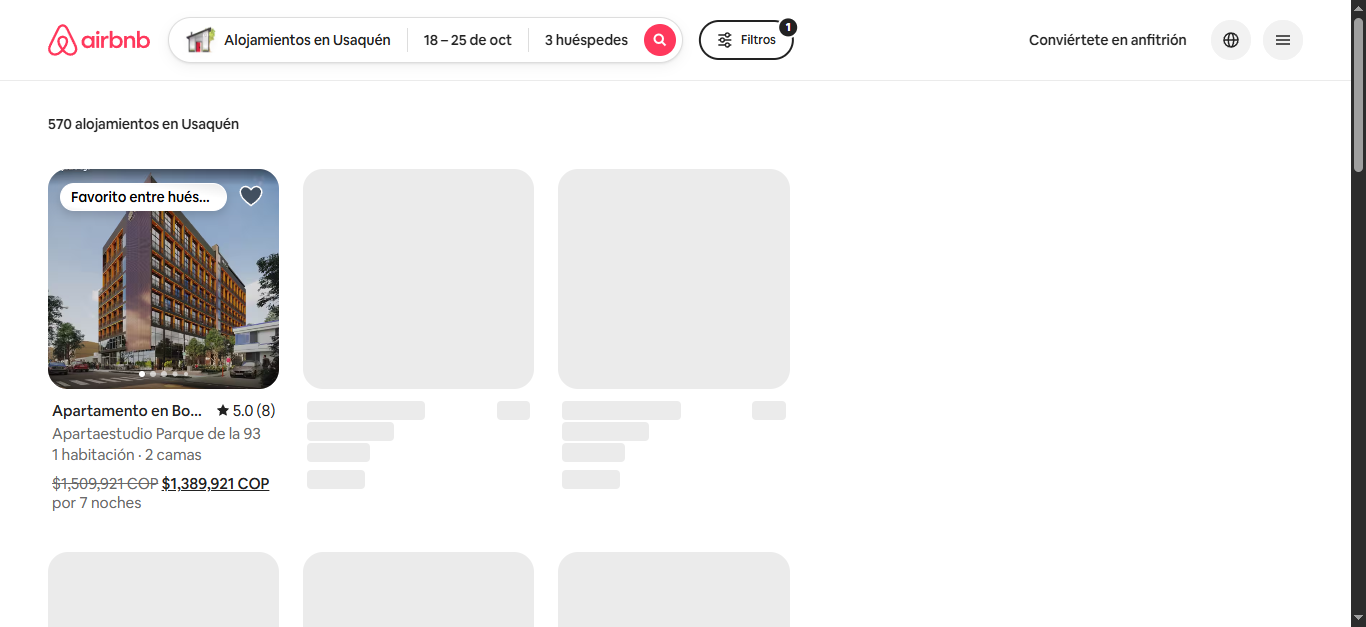 airbnb
Alojamientos en Usaquén
18 – 25 de oct
3 huéspedes
Filtros
1
Conviértete en anfitrión
570 alojamientos en Usaquén
Favorito entre hués...
Apartamento en Bo...
5.0 (8)
Apartaestudio Parque de la 93
1 habitación · 2 camas
$1,509,921 COP $1,389,921 COP
por 7 noches